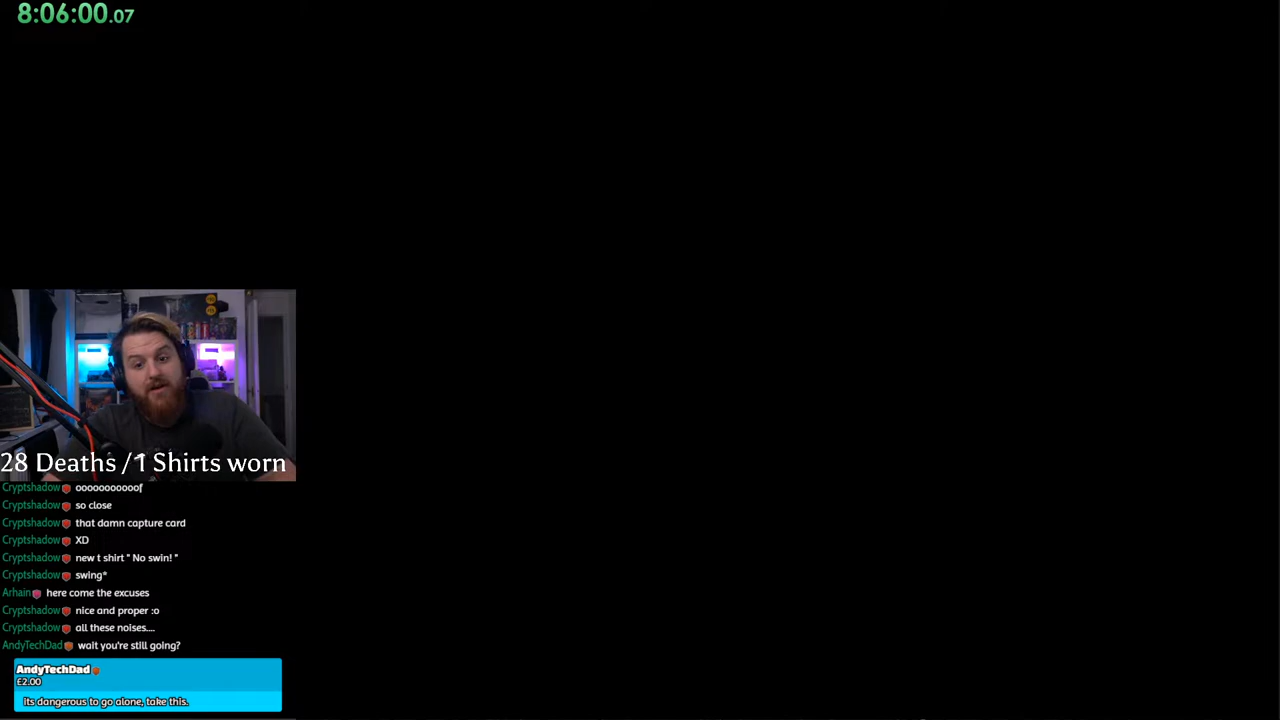 8:06:00.07
28 Deaths / 1 Shirts worn
Cryptshadow ooooooooooof
Cryptshadow so close
Cryptshadow that damn capture card
Cryptshadow XD
Cryptshadow new t shirt " No swin! "
Cryptshadow swing*
Arhain here come the excuses
Cryptshadow nice and proper :o
Cryptshadow all these noises....
AndyTechDad wait you're still going?
AndyTechDad
£2.00
its dangerous to go alone, take this.